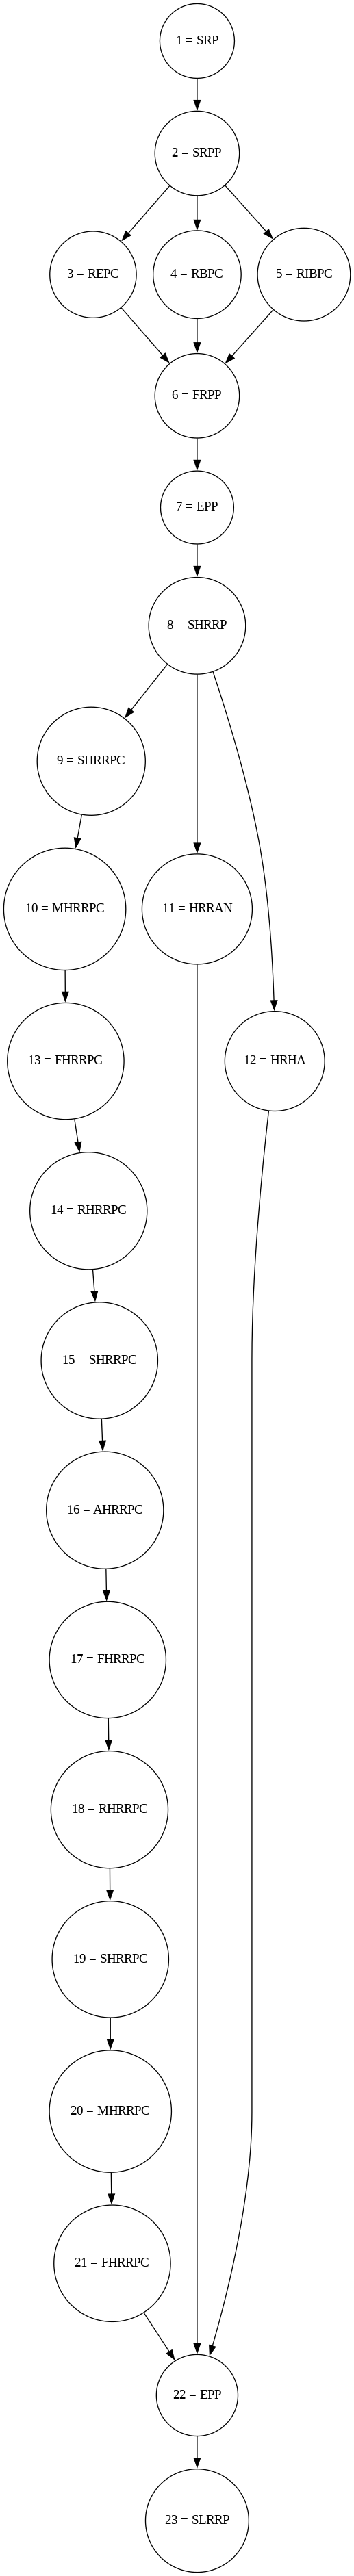 1 = SRP
2 = SRPP
3 = REPC
4 = RBPC
5 = RIBPC
6 = FRPP
7 = EPP
8 = SHRRP
9 = SHRRPC
10 = MHRRPC
11 = HRRAN
12 = HRHA
13 = FHRRPC
14 = RHRRPC
15 = SHRRPC
16 = AHRRPC
17 = FHRRPC
18 = RHRRPC
19 = SHRRPC
20 = MHRRPC
21 = FHRRPC
22 = EPP
23 = SLRRP